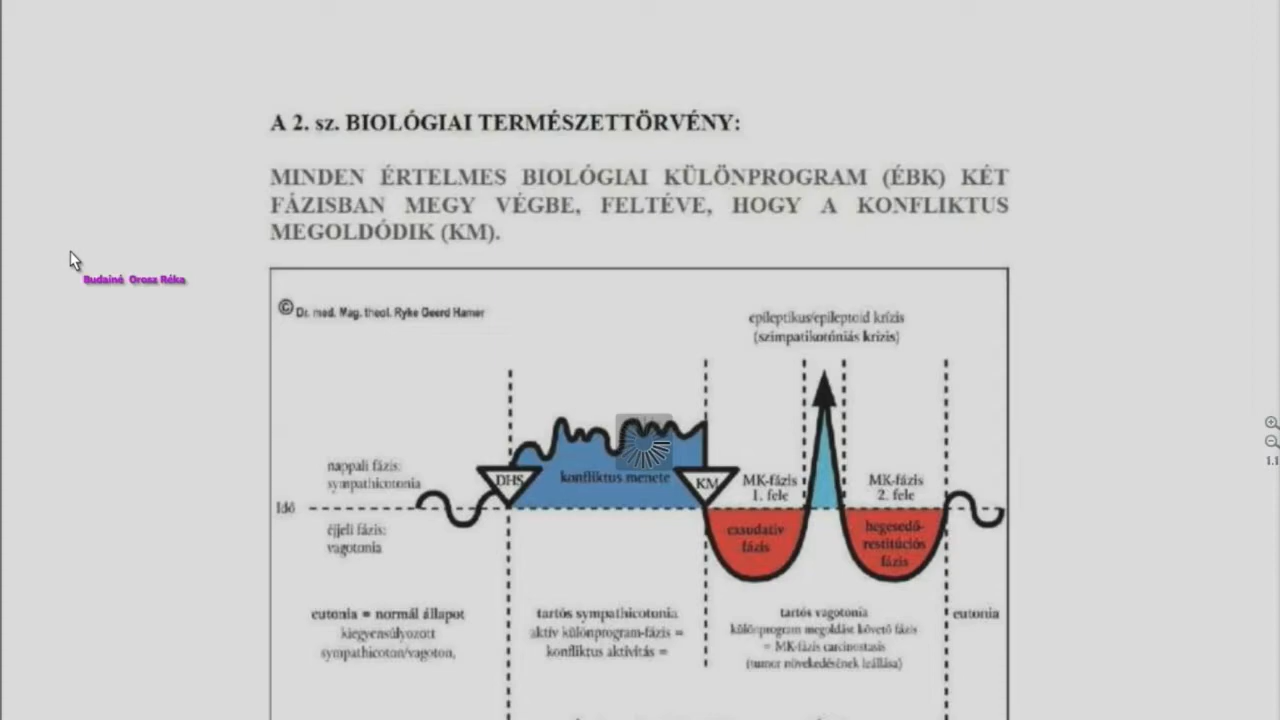 A 2. sz. BIOLÓGIAI TERMÉSZETTÖRVÉNY:
MINDEN ÉRTELMES BIOLÓGIAI KÜLÖNPROGRAM (ÉBK) KÉT
FÁZISBAN MEGY VÉGBE, FELTÉVE, HOGY A KONFLIKTUS
MEGOLDÓDIK (KM).
Budainé Orosz Réka
© Dr. med. Mag. theol. Ryke Geerd Hamer
epileptikus/epileptoid krízis
(szimpatikotóniás krízis)
nappali fázis:
sympathicotonia
DHS
konfliktus menete
KM
MK-fázis
1. fele
MK-fázis
2. fele
Idő
éjjeli fázis:
vagotonia
exsudatív
fázis
hegesedő-
restitúciós
fázis
eutonia = normál állapot
kiegyensúlyozott
sympathicoton/vagoton,
tartós sympathicotonia
aktív különprogram-fázis =
konfliktus aktivitás =
tartós vagotonia
különprogram megoldást követő fázis
= MK-fázis carcinostasis
(tumor növekedésének leállása)
eutonia
1.1